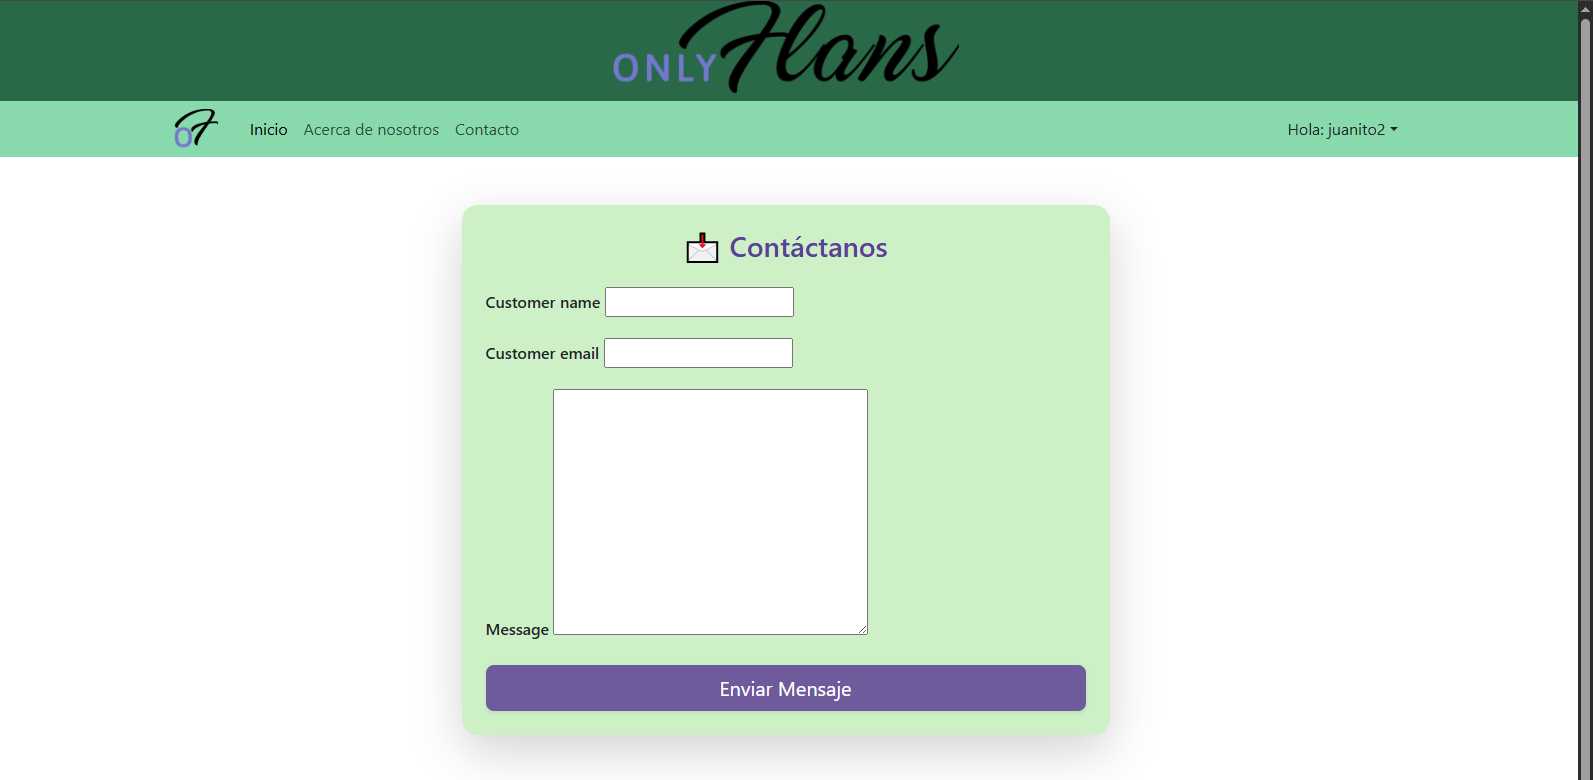 ONLY Flans
OF Inicio Acerca de nosotros Contacto Hola: juanito2
Contáctanos
Customer name
Customer email
Message
Enviar Mensaje